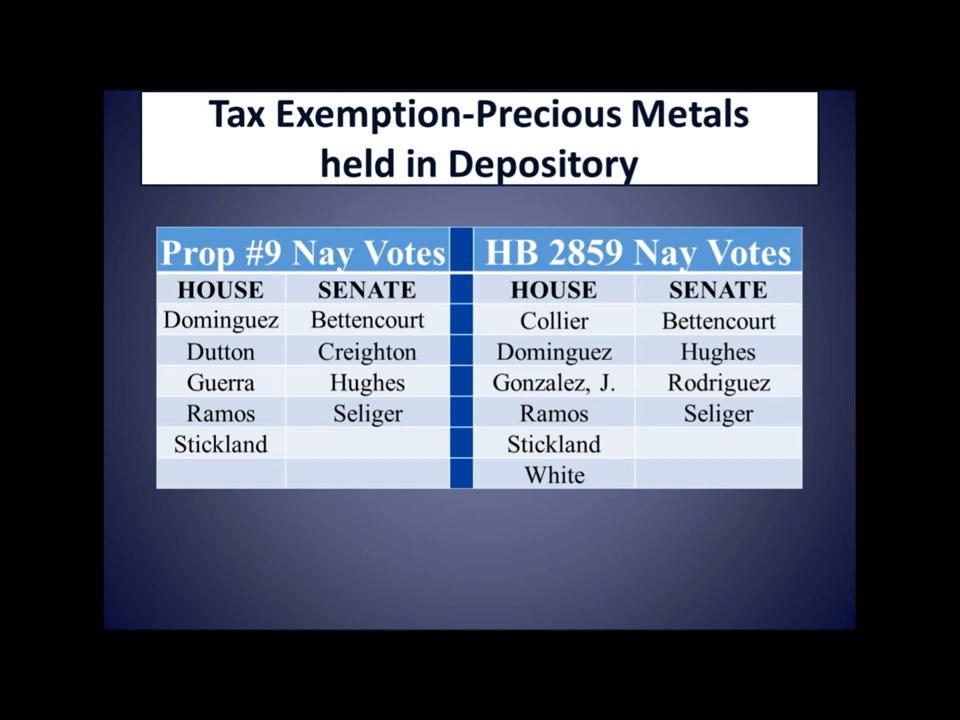 Tax Exemption-Precious Metals
held in Depository
Prop #9 Nay Votes HB 2859 Nay Votes
HOUSE SENATE HOUSE SENATE
Dominguez Bettencourt Collier Bettencourt
Dutton Creighton Dominguez Hughes
Guerra Hughes Gonzalez, J. Rodriguez
Ramos Seliger Ramos Seliger
Stickland Stickland
White